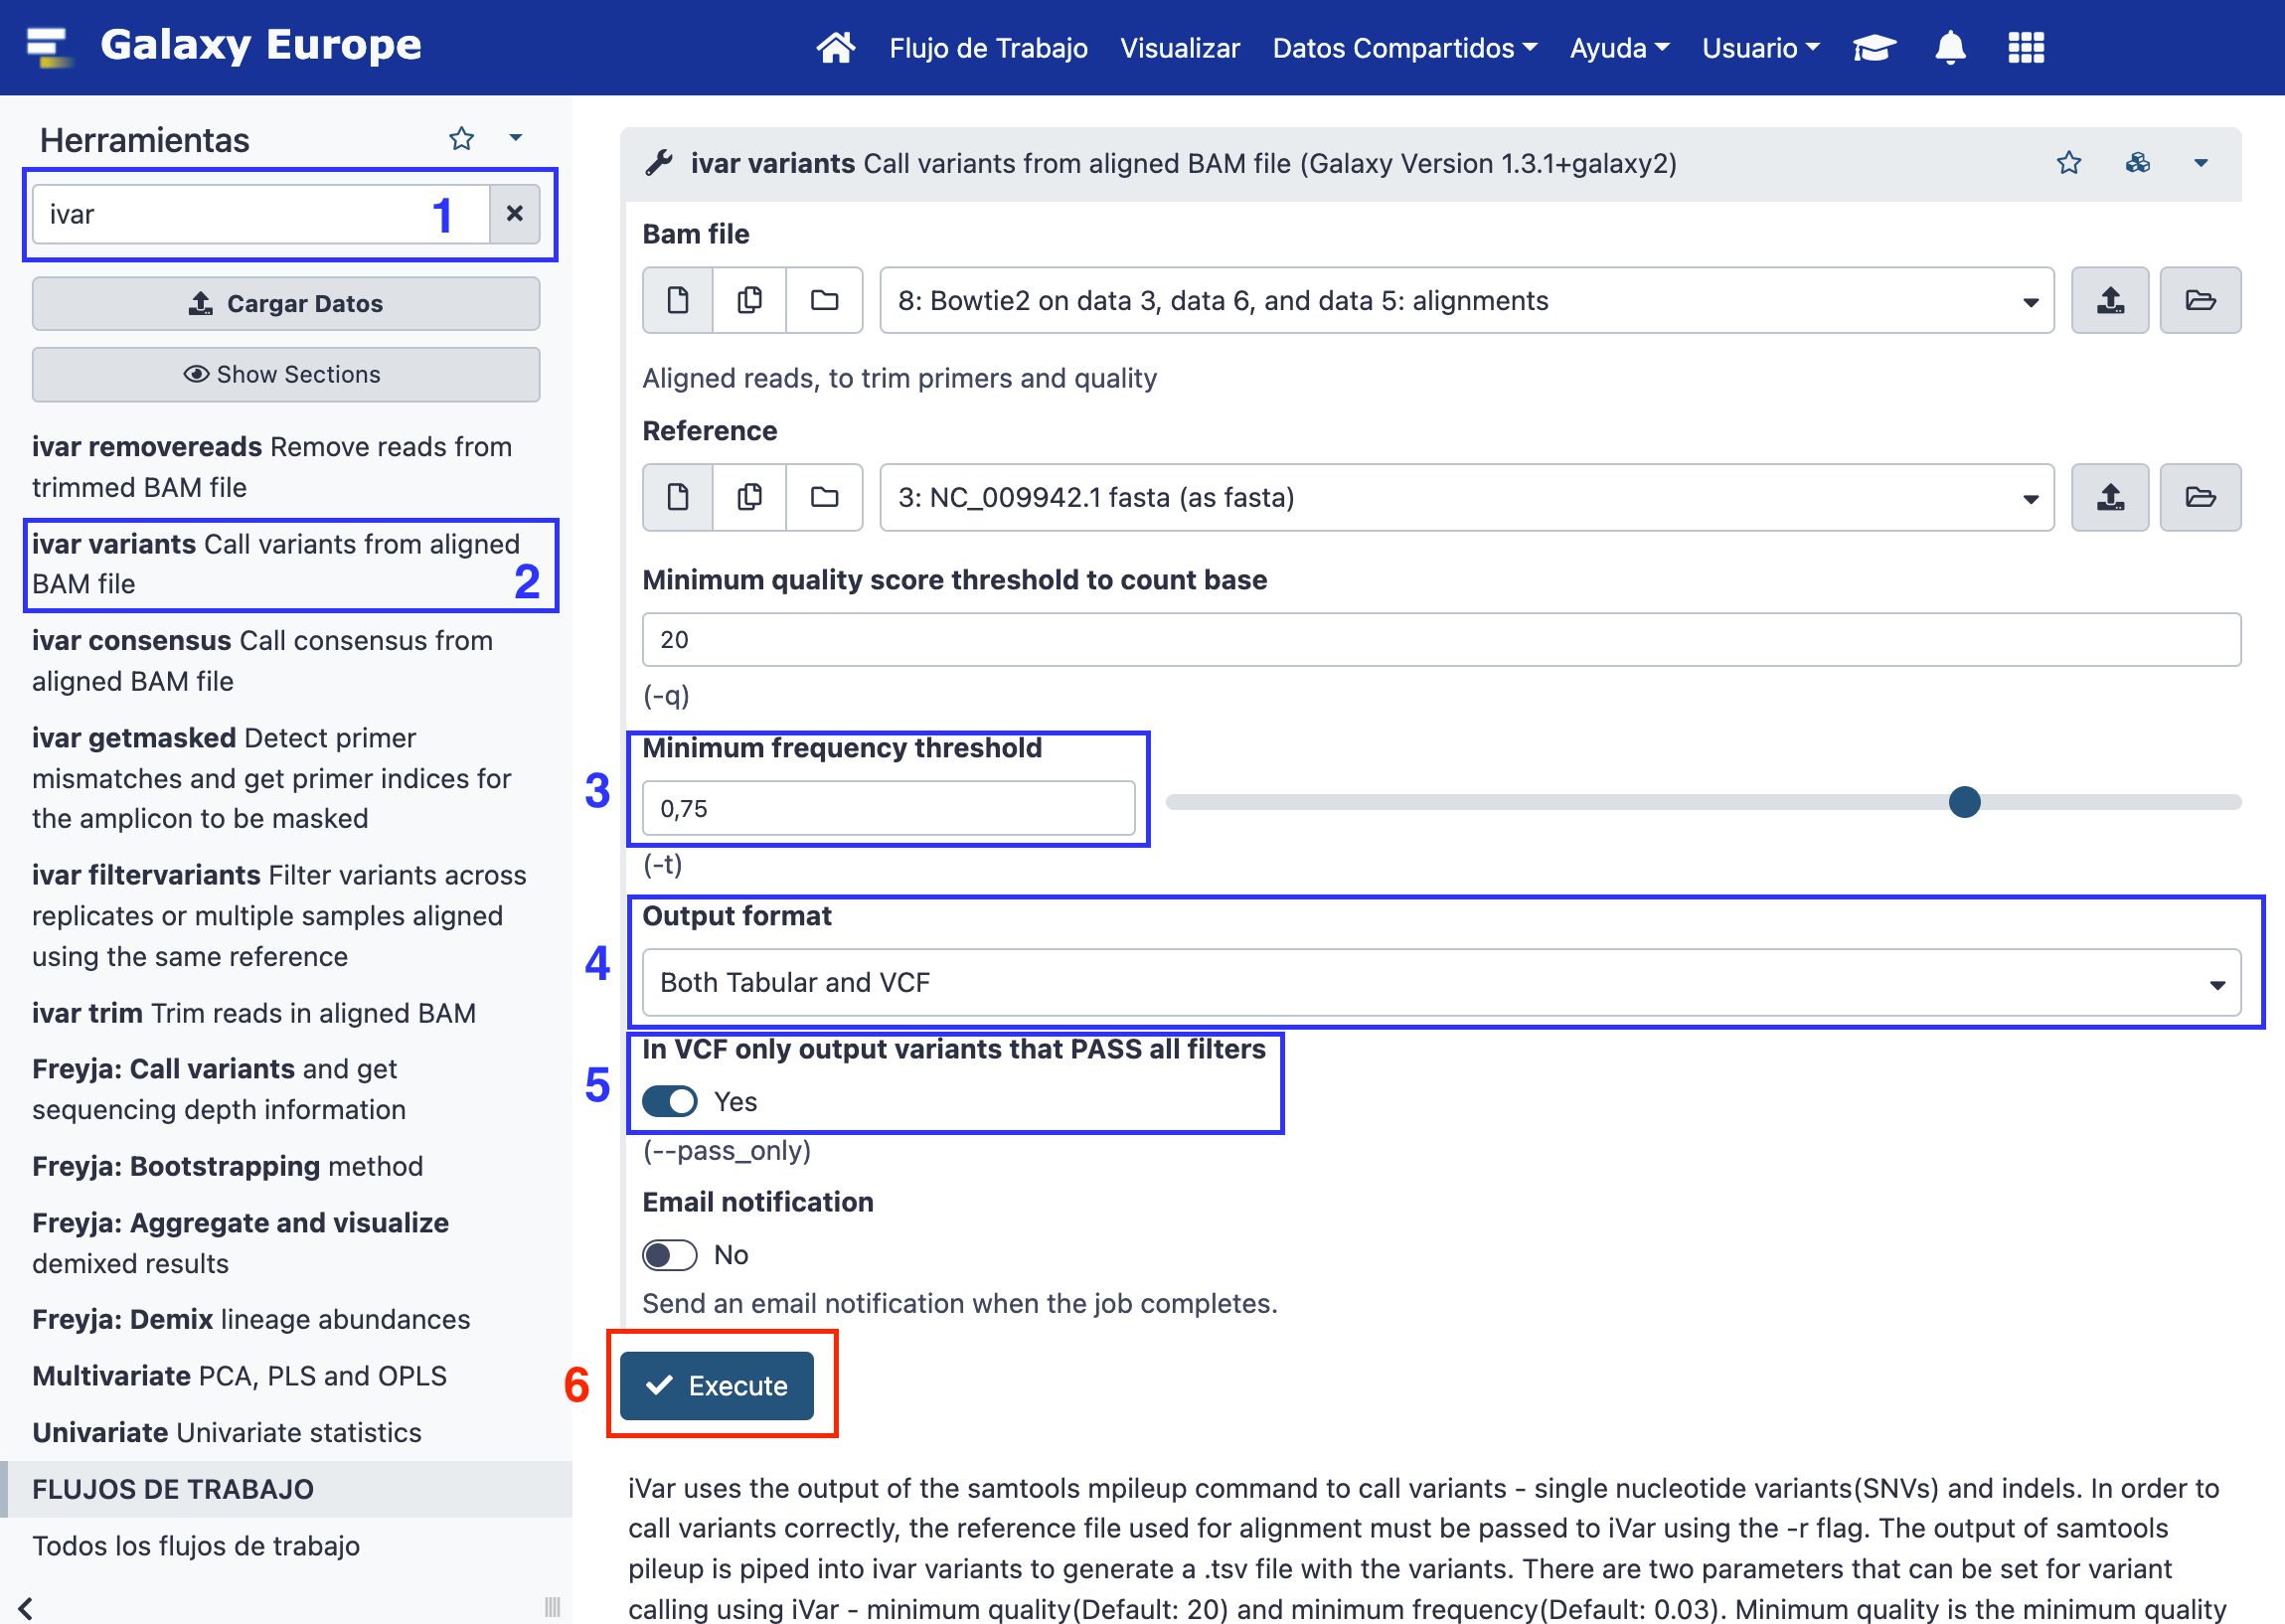 Galaxy Europe
Flujo de Trabajo Visualizar Datos Compartidos Ayuda Usuario
Herramientas
ivar
1
Cargar Datos
Show Sections
ivar removereads Remove reads from
trimmed BAM file
ivar variants Call variants from aligned
BAM file
2
ivar consensus Call consensus from
aligned BAM file
ivar getmasked Detect primer
mismatches and get primer indices for
the amplicon to be masked
ivar filtervariants Filter variants across
replicates or multiple samples aligned
using the same reference
ivar trim Trim reads in aligned BAM
Freyja: Call variants and get
sequencing depth information
Freyja: Bootstrapping method
Freyja: Aggregate and visualize
demixed results
Freyja: Demix lineage abundances
Multivariate PCA, PLS and OPLS
Univariate Univariate statistics
FLUJOS DE TRABAJO
Todos los flujos de trabajo
ivar variants Call variants from aligned BAM file (Galaxy Version 1.3.1+galaxy2)
Bam file
8: Bowtie2 on data 3, data 6, and data 5: alignments
Aligned reads, to trim primers and quality
Reference
3: NC_009942.1 fasta (as fasta)
Minimum quality score threshold to count base
20
(-q)
Minimum frequency threshold
3
0,75
(-t)
Output format
4
Both Tabular and VCF
In VCF only output variants that PASS all filters
5
Yes
(--pass_only)
Email notification
No
Send an email notification when the job completes.
6
Execute
iVar uses the output of the samtools mpileup command to call variants - single nucleotide variants(SNVs) and indels. In order to
call variants correctly, the reference file used for alignment must be passed to iVar using the -r flag. The output of samtools
pileup is piped into ivar variants to generate a .tsv file with the variants. There are two parameters that can be set for variant
calling using iVar - minimum quality(Default: 20) and minimum frequency(Default: 0.03). Minimum quality is the minimum quality